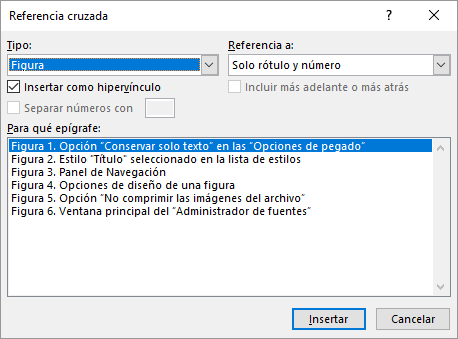 Referencia cruzada ?
Tipo: Referencia a:
Figura Solo rótulo y número
Insertar como hipervínculo Incluir más adelante o más atrás
Separar números con
Para qué epígrafe:
Figura 1. Opción “Conservar solo texto” en las “Opciones de pegado”
Figura 2. Estilo “Título” seleccionado en la lista de estilos
Figura 3. Panel de Navegación
Figura 4. Opciones de diseño de una figura
Figura 5. Opción “No comprimir las imágenes del archivo”
Figura 6. Ventana principal del “Administrador de fuentes”
Insertar Cancelar